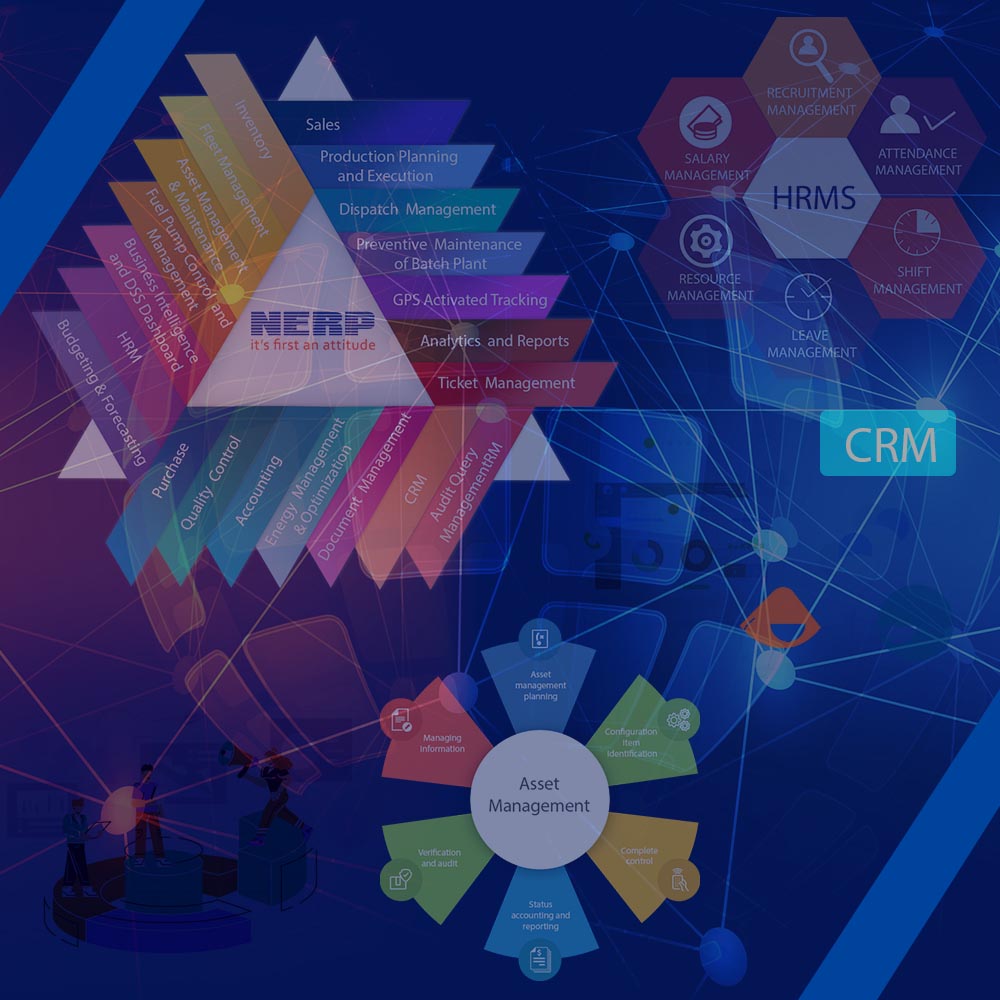 Inventory
Fleet Management
Asset Management
& Maintenance
Fuel Pump Control and
Management
Business Intelligence
and DSS Dashboard
HRM
Budgeting & Forecasting
Sales
Production Planning
and Execution
Dispatch Management
Preventive Maintenance
of Batch Plant
GPS Activated Tracking
Analytics and Reports
Ticket Management
NERP
it's first an attitude
Purchase
Quality Control
Accounting
Energy Management
& Optimization
Document Management
CRM
Audit Query
ManagementRM
RECRUITMENT
MANAGEMENT
SALARY
MANAGEMENT
ATTENDANCE
MANAGEMENT
HRMS
RESOURCE
MANAGEMENT
SHIFT
MANAGEMENT
LEAVE
MANAGEMENT
CRM
Asset
management
planning
Managing
Information
Configuration
Item
Identification
Asset
Management
Verification
and audit
Complete
control
Status
accounting and
reporting